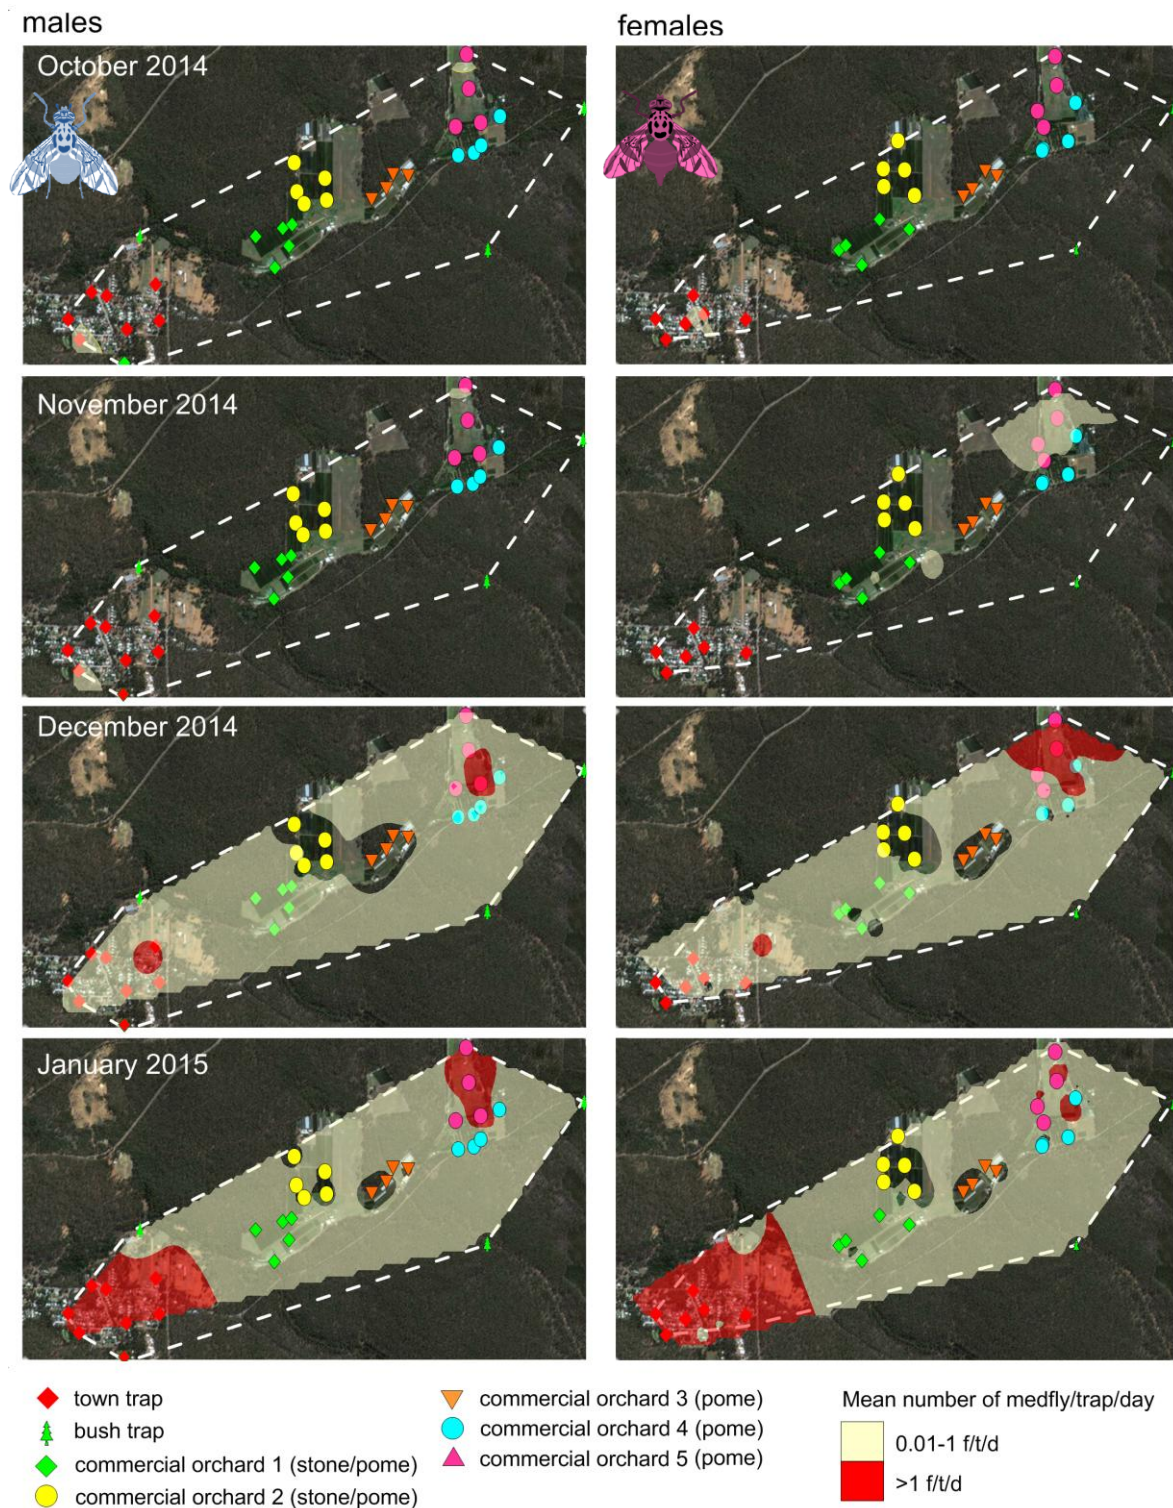 males
females
October 2014
November 2014
December 2014
January 2015
town trap
bush trap
commercial orchard 1 (stone/pome)
commercial orchard 2 (stone/pome)
commercial orchard 3 (pome)
commercial orchard 4 (pome)
commercial orchard 5 (pome)
Mean number of medfly/trap/day
0.01-1 f/t/d
>1 f/t/d